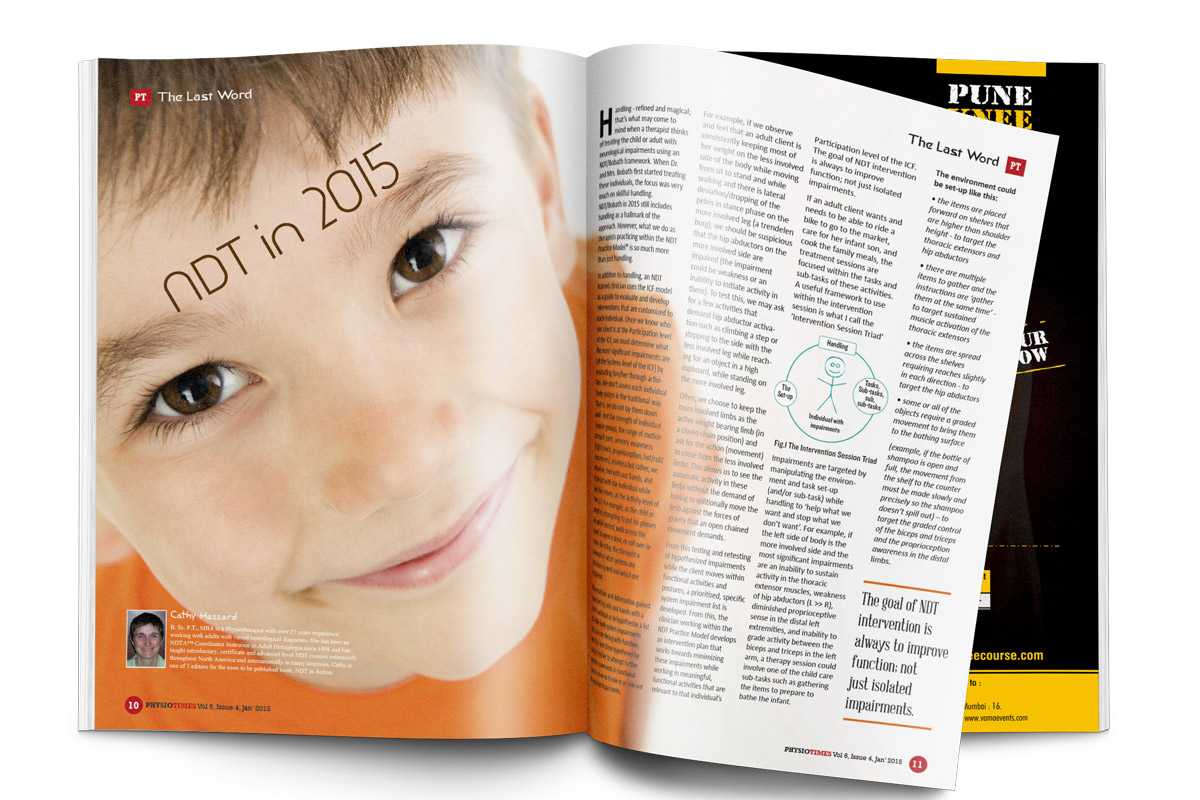 PT The Last Word
NDT in 2015
Cathy Hazzard
B. Sc. P.T., MBA is a Physiotherapist with over 27 years experience
working with adults with varied neurological diagnoses. She has been an
NDTA™ Coordinator Instructor in Adult Hemiplegia since 1998 and has
taught introductory, certificate and advanced level NDT courses extensively
throughout North America and internationally in many countries. Cathy is
one of 3 editors for the soon to be published book, NDT in Action.
10 PHYSIOTIMES Vol 6, Issue 4, Jan' 2015
Handling - refined and magical;
that's what may come to
mind when a therapist thinks
of treating the child or adult with
neurological impairments using an
NDT/Bobath framework. When Dr.
and Mrs. Bobath first started treating
these individuals, the focus was very
much on skillful handling.
NDT/Bobath in 2015 still includes
handling as a hallmark of the
approach. However, what we do as
therapists practicing within the NDT
Practice Model® is so much more
than just handling.
In addition to handling, an NDT
trained clinician uses the ICF model
as a guide to evaluate and develop
interventions that are customized to
each individual. Once we know who
our client is at the Participation level
of the ICF, we must determine what
the most significant impairments are
For example, if we observe
and feel that an adult client is
consistently keeping most of
her weight on the less involved
side of the body while moving
from sit to stand and while
walking and there is lateral
deviation/dropping of the
pelvis in stance phase on the
more involved leg (a trendelen
burg), we should be suspicious
that the hip abductors on the
more involved side are
impaired (the impairment
could be weakness or an
inability to initiate activity in
them). To test this, we may ask
for a few activities that
demand hip abductor activa-
tion such as climbing a step or
stepping to the side with the
less involved leg while reach-
ing for an object in a high
cupboard, while standing on
the more involved leg.
Often, we choose to keep the
more involved limbs as the
active weight bearing limb (in
a closed chain position) and
ask for the action (movement)
to come from the less involved
limbs. This allows us to see the
automatic activity in these
limbs without the demand of
having to volitionally move the
limb against the forces of
gravity that an open chained
movement demands.
From this testing and retesting
of hypothesized impairments
while the client moves within
functional activities and
postures, a prioritised, specific
system impairment list is
developed. From this, the
clinician working within the
NDT Practice Model develops
an intervention plan that
works towards minimizing
these impairments while
working in meaningful,
functional activities that are
relevant to that individual's
Participation level of the ICF.
The goal of NDT intervention
is always to improve
function; not just isolated
impairments.
If an adult client wants and
needs to be able to ride a
bike to go to the market,
care for her infant son, and
cook the family meals, the
treatment sessions are
focused within the tasks and
sub-tasks of these activities.
A useful framework to use
within the intervention
session is what I call the
'Intervention Session Triad'
Handling
The
Set-up
Tasks,
Sub-tasks,
sub,
sub-tasks
Individual with
impairments
Fig.I The Intervention Session Triad
Impairments are targeted by
manipulating the environ-
ment and task set-up
(and/or sub-task) while
handling to 'help what we
want and stop what we
don't want'. For example, if
the left side of body is the
more involved side and the
most significant impairments
are an inability to sustain
activity in the thoracic
extensor muscles, weakness
of hip abductors (L >> R),
diminished proprioceptive
sense in the distal left
extremities, and inability to
grade activity between the
biceps and triceps in the left
arm, a therapy session could
involve one of the child care
sub-tasks such as gathering
the items to prepare to
bathe the infant.
The Last Word PT
The environment could
be set-up like this:
• the items are placed
forward on shelves that
are higher than shoulder
height - to target the
thoracic extensors and
hip abductors
• there are multiple
items to gather and the
instructions are 'gather
them at the same time' -
to target sustained
muscle activation of the
thoracic extensors
• the items are spread
across the shelves
requiring reaches slightly
in each direction - to
target the hip abductors
• some or all of the
objects require a graded
movement to bring them
to the bathing surface
(example, if the bottle of
shampoo is open and
full, the movement from
the shelf to the counter
must be made slowly and
precisely so the shampoo
doesn't spill out) – to
target the graded control
of the biceps and triceps
and the proprioception
awareness in the distal
limbs.
The goal of NDT
intervention is
always to improve
function; not
just isolated
impairments.
PHYSIOTIMES Vol 6, Issue 4, Jan' 2015 11
PUNE
KNEE
UR
OW
eecourse.com
to :
Mumbai : 16.
www.vamaevents.com